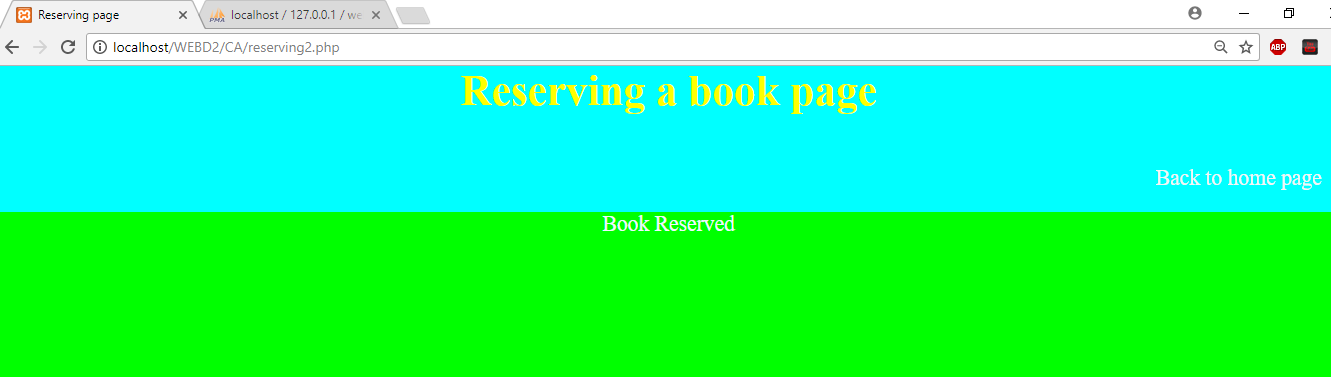 Reserving page
localhost / 127.0.0.1 / we
localhost/WEBD2/CA/reserving2.php
ABP
Reserving a book page
Back to home page
Book Reserved